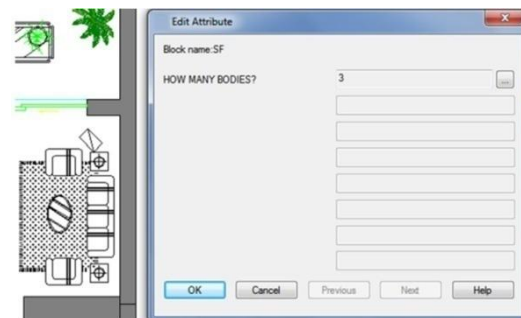 Edit Attribute
Block name:SF
HOW MANY BODIES? 3 ...
OK Cancel Previous Next Help